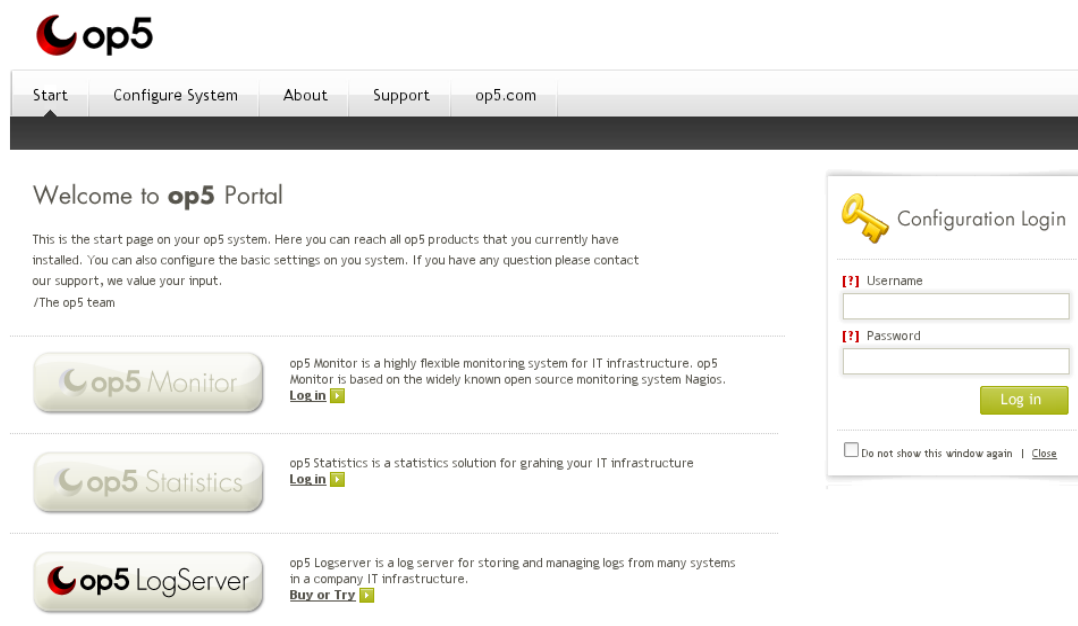 op5
Start Configure System About Support op5.com
Welcome to op5 Portal
This is the start page on your op5 system. Here you can reach all op5 products that you currently have
installed. You can also configure the basic settings on you system. If you have any question please contact
our support, we value your input.
/The op5 team
op5 Monitor
op5 Monitor is a highly flexible monitoring system for IT infrastructure. op5
Monitor is based on the widely known open source monitoring system Nagios.
Log in
op5 Statistics
op5 Statistics is a statistics solution for grahing your IT infrastructure
Log in
op5 LogServer
op5 Logserver is a log server for storing and managing logs from many systems
in a company IT infrastructure.
Buy or Try
Configuration Login
[?] Username
[?] Password
Log in
Do not show this window again | Close